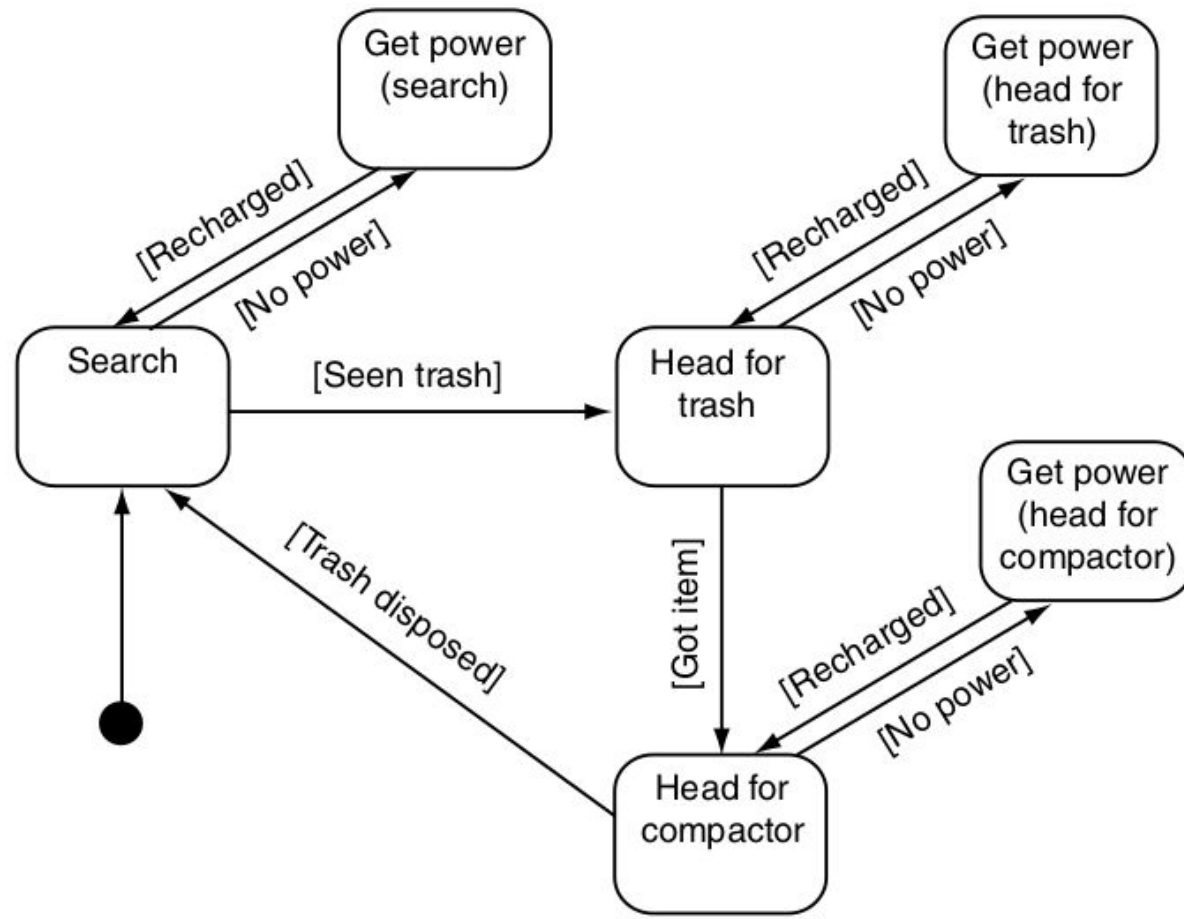 Get power
(search)
Get power
(head for
trash)
[Recharged]
[No power]
[Recharged]
[No power]
Search
[Seen trash]
Head for
trash
Get power
(head for
compactor)
[Trash disposed]
[Got item]
[Recharged]
[No power]
Head for
compactor